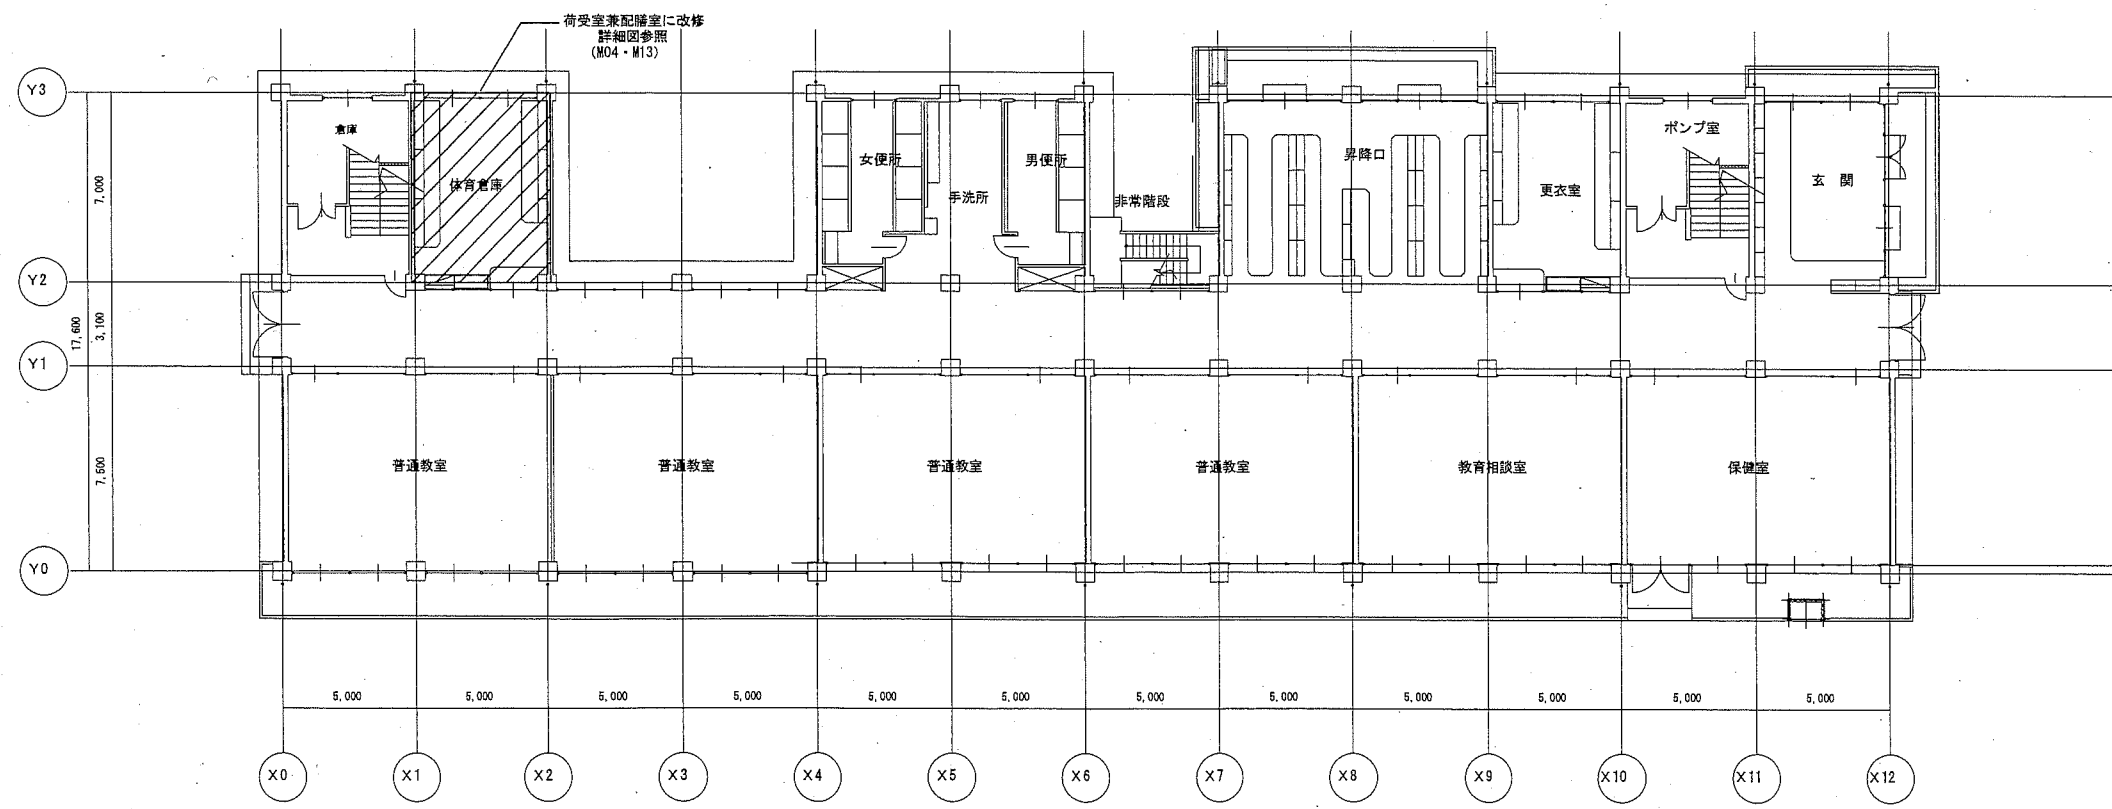 荷受室兼配膳室に改修
詳細図参照
(M04・M13)
Y3
倉庫
体育倉庫
女便所
手洗所
男便所
非常階段
昇降口
更衣室
ポンプ室
玄　関
7,000
Y2
17,600
3,100
Y1
7,500
普通教室
普通教室
普通教室
普通教室
教育相談室
保健室
Y0
5,000
5,000
5,000
5,000
5,000
5,000
5,000
5,000
5,000
5,000
5,000
5,000
X0
X1
X2
X3
X4
X5
X6
X7
X8
X9
X10
X11
X12